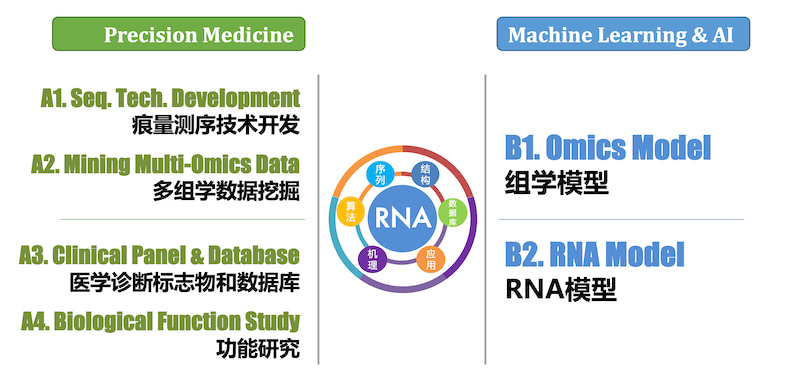 Precision Medicine
Machine Learning & AI
A1. Seq. Tech. Development
痕量测序技术开发
A2. Mining Multi-Omics Data
多组学数据挖掘
A3. Clinical Panel & Database
医学诊断标志物和数据库
A4. Biological Function Study
功能研究
序列
结构
算法
RNA
数据库
机理
应用
B1. Omics Model
组学模型
B2. RNA Model
RNA模型